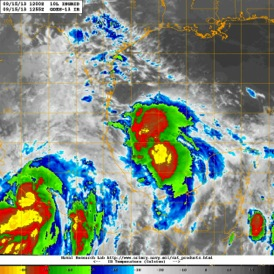 09/15/13 1200Z 10L INGRID
09/15/13 1255Z GOES-13 IR
Naval Research Lab http://www.nrlmry.navy.mil/sat_products.html
<-- IR Temperature (Celsius) -->